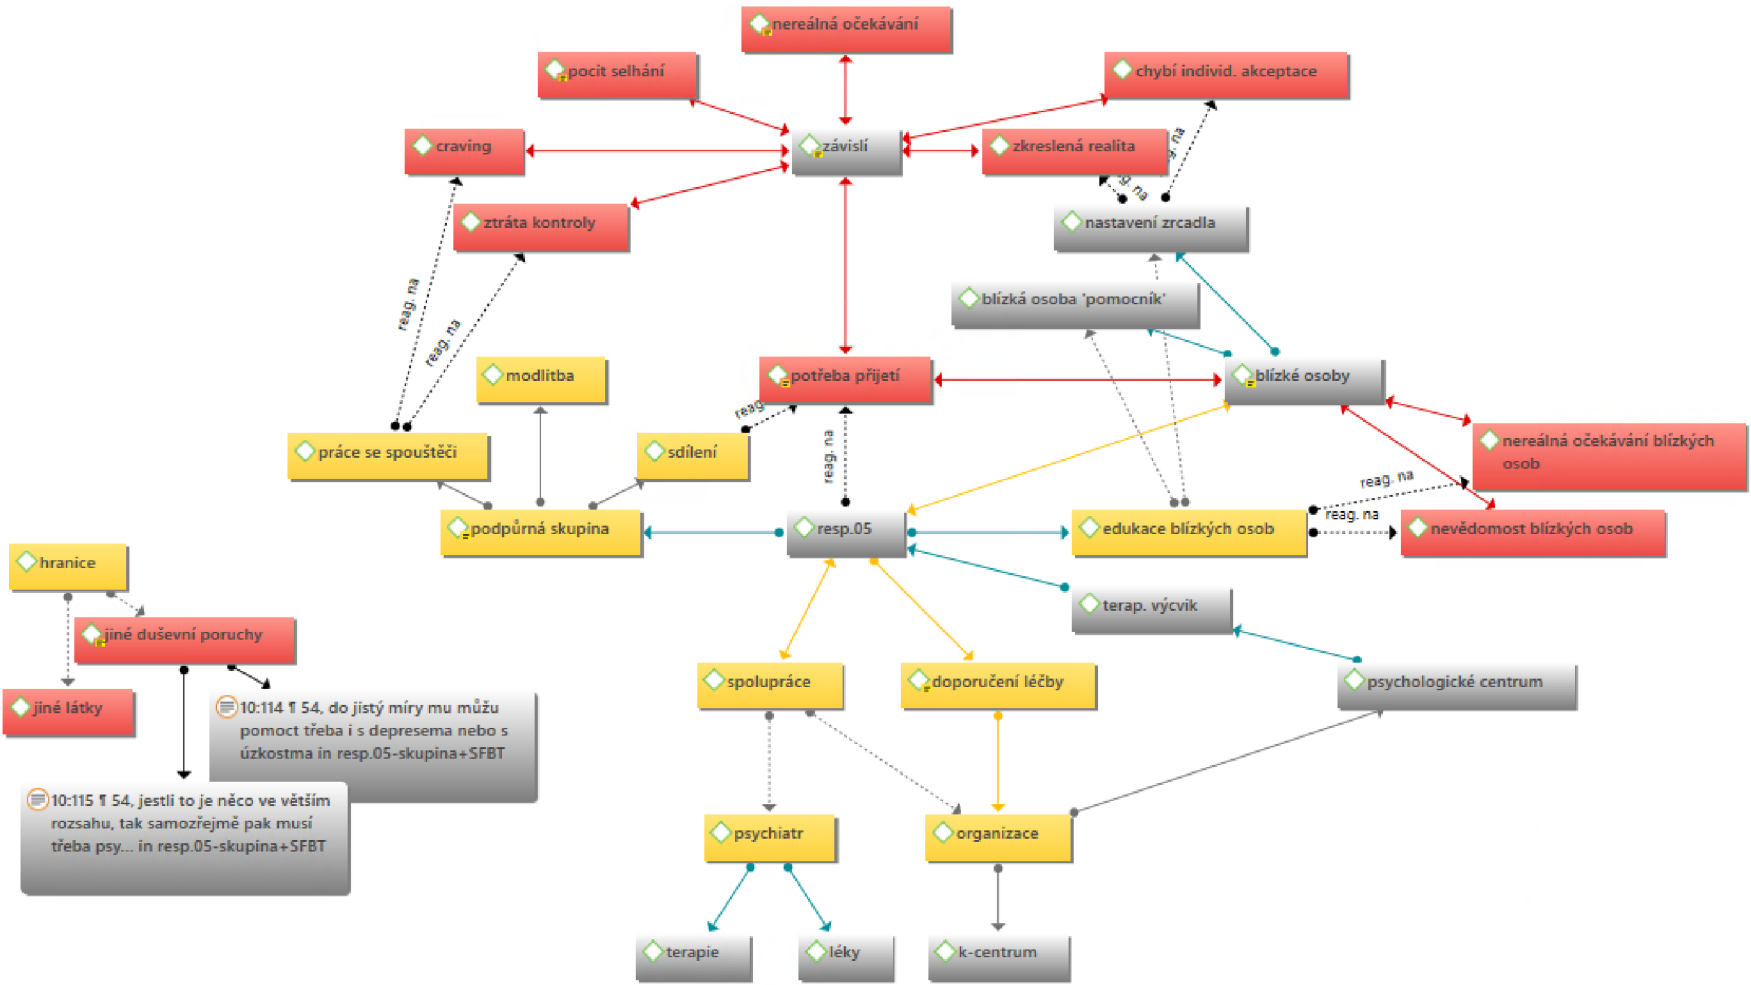 nereálná očekávání
pocit selhání
chybí individ. akceptace
craving
závislí
zkreslená realita
g. na
g. na
ztráta kontroly
nastavení zrcadla
blízká osoba 'pomocník'
reag. na
reag. na
modlitba
potřeba přijetí
blízké osoby
reag.
reag. na
práce se spouštěči
sdílení
nereálná očekávání blízkých
osob
reag. na
reag. na
podpůrná skupina
resp.05
edukace blízkých osob
nevědomost blízkých osob
hranice
terap. výcvik
jiné duševní poruchy
spolupráce
doporučení léčby
psychologické centrum
jiné látky
10:114 ¶ 54, do jistý míry mu můžu
pomoct třeba i s depresema nebo s
úzkostma in resp.05-skupina+SFBT
10:115 ¶ 54, jestli to je něco ve větším
rozsahu, tak samozřejmě pak musí
třeba psy... in resp.05-skupina+SFBT
psychiatr
organizace
terapie
léky
k-centrum